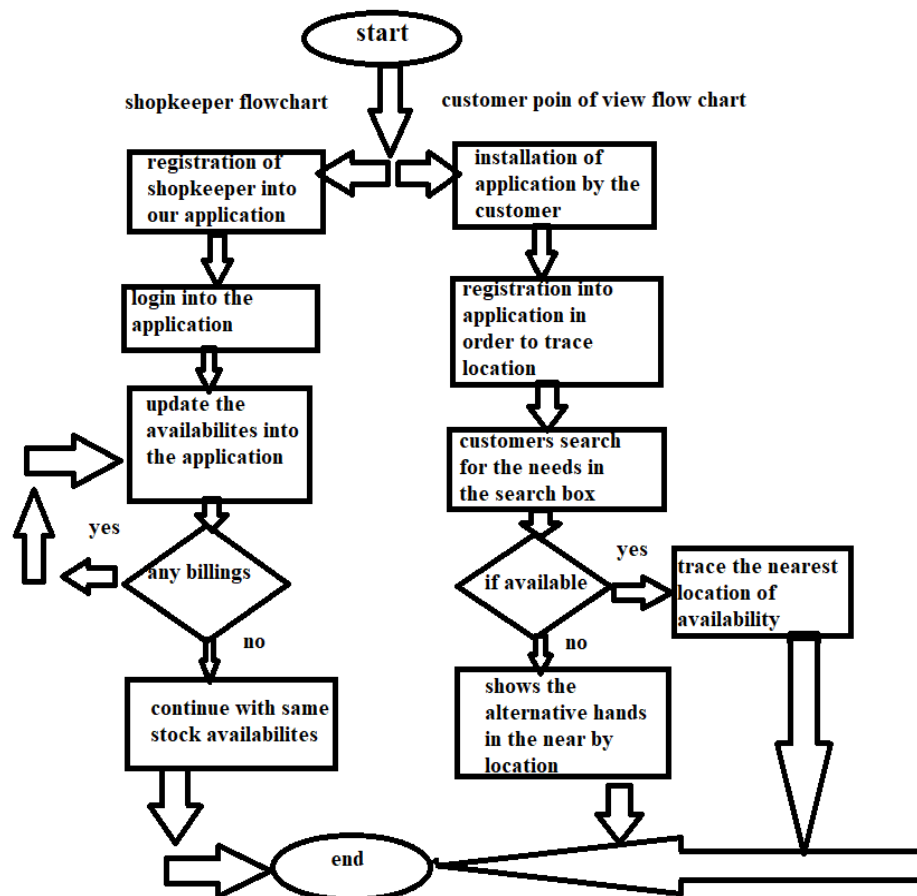 start
shopkeeper flowchart
customer poin of view flow chart
registration of
shopkeeper into
our application
installation of
application by the
customer
login into the
application
registration into
application in
order to trace
location
update the
availabilites into
the application
customers search
for the needs in
the search box
yes
any billings
no
if available
yes
trace the nearest
location of
availability
no
continue with same
stock availabilites
shows the
alternative hands
in the near by
location
end